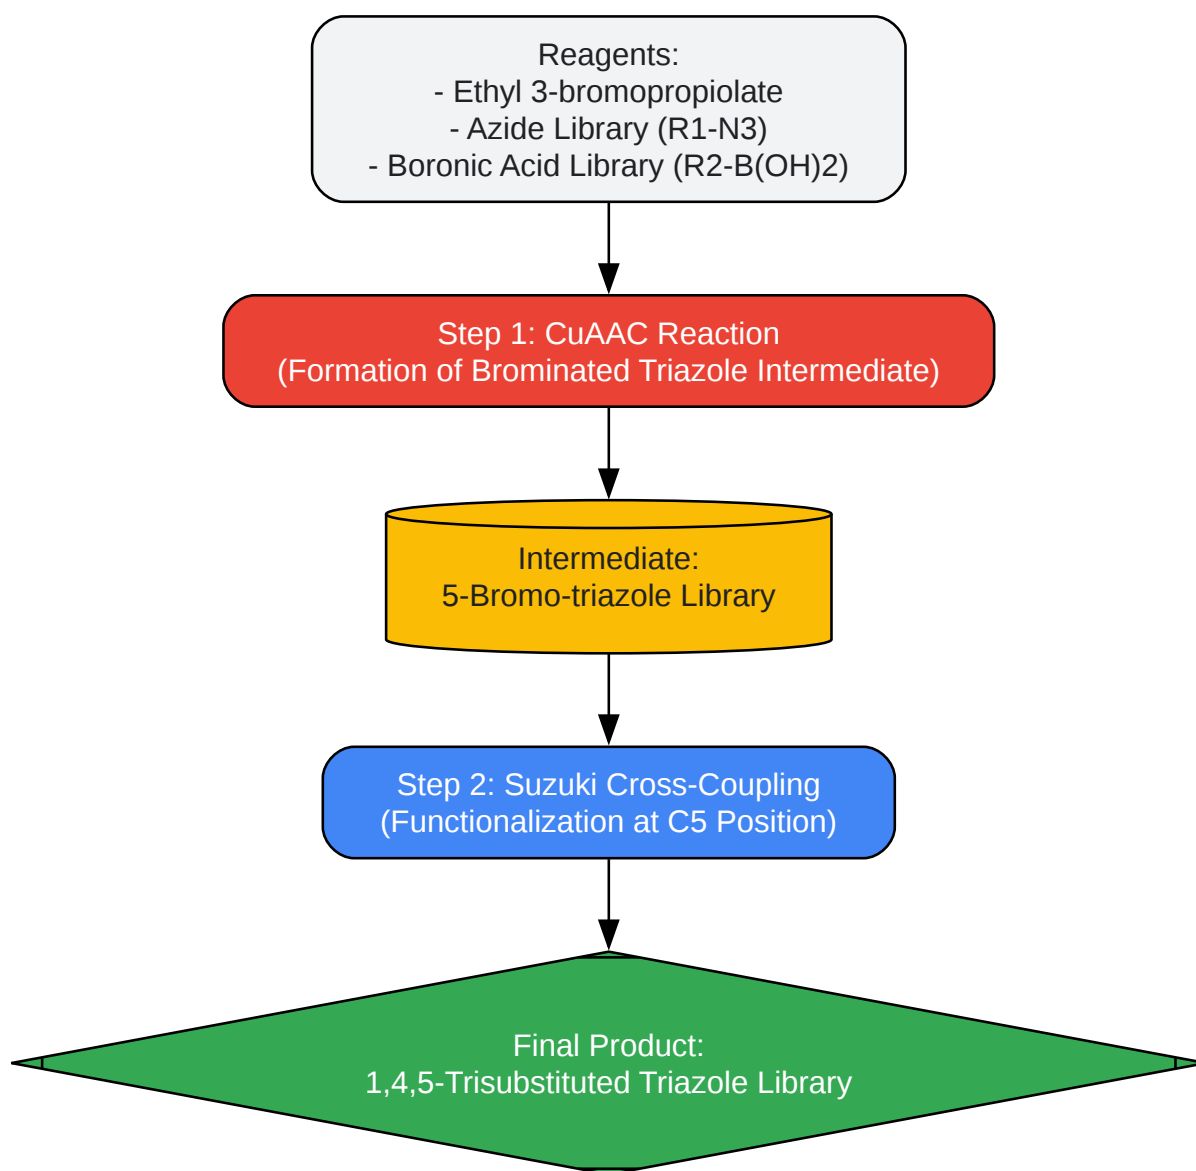 Reagents:
- Ethyl 3-bromopropiolate
- Azide Library (R1-N3)
- Boronic Acid Library (R2-B(OH)2)
Step 1: CuAAC Reaction
(Formation of Brominated Triazole Intermediate)
Intermediate:
5-Bromo-triazole Library
Step 2: Suzuki Cross-Coupling
(Functionalization at C5 Position)
Final Product:
1,4,5-Trisubstituted Triazole Library